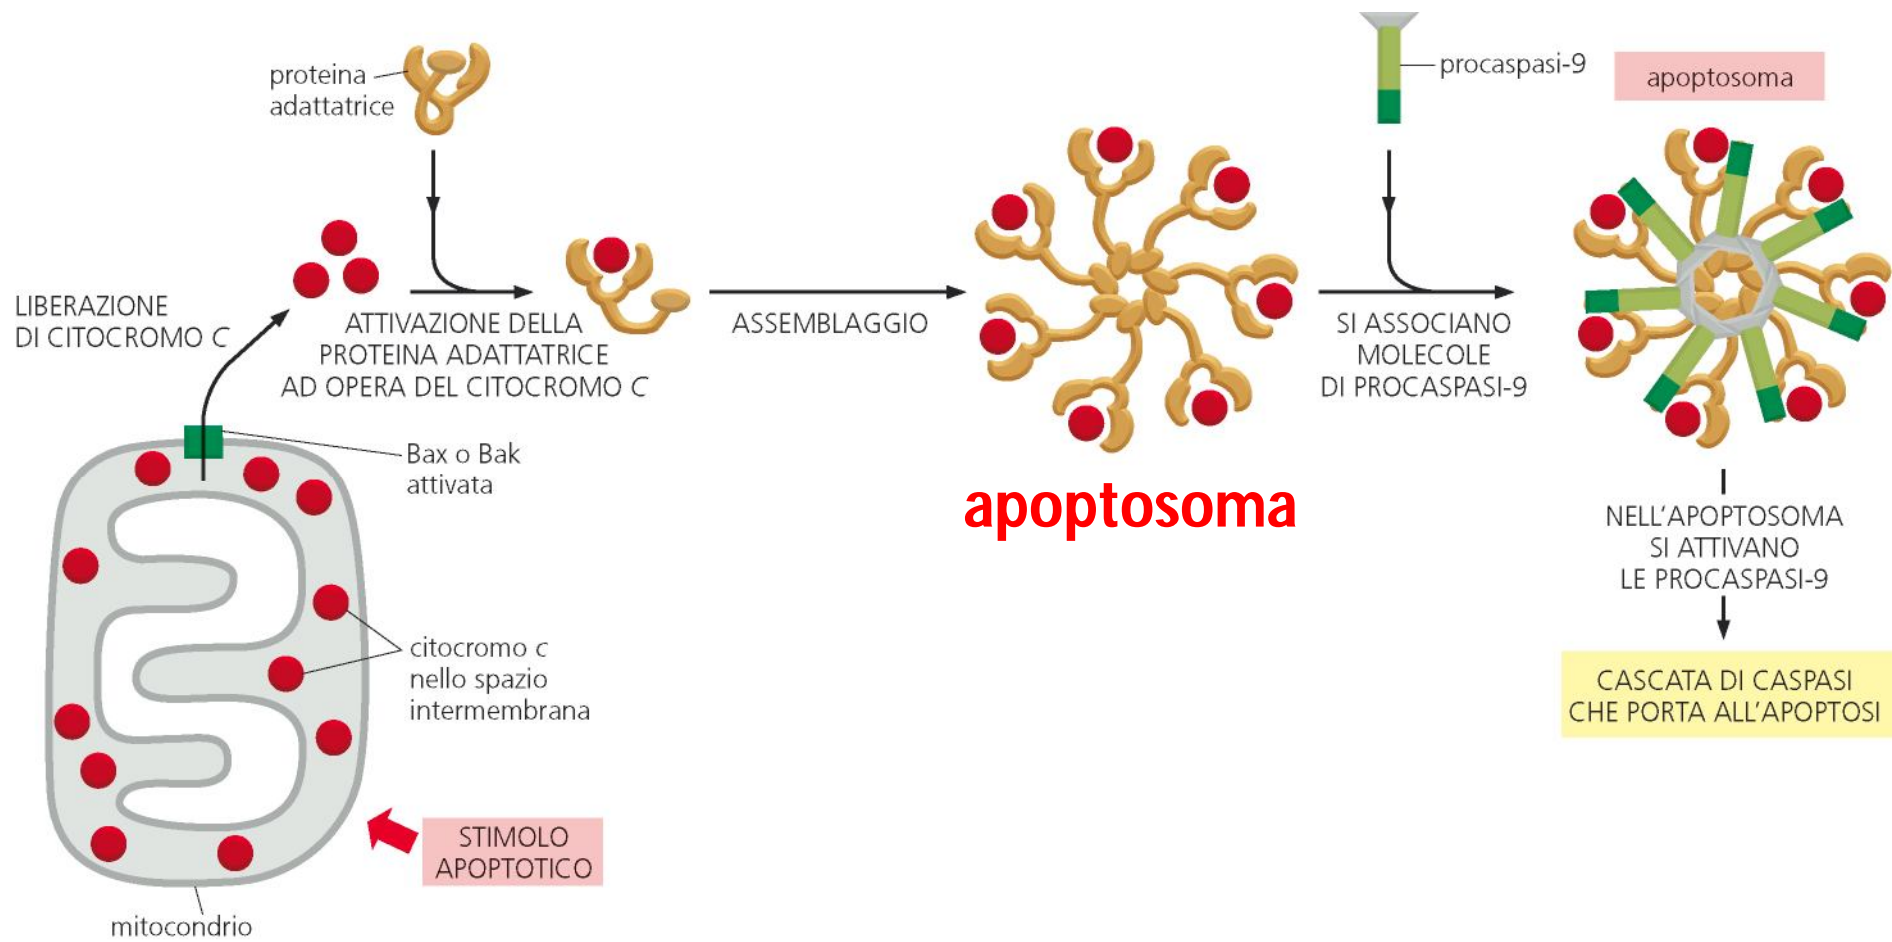 proteina
adattatrice
procaspasi-9
apoptosoma
LIBERAZIONE
DI CITOCROMO C
ATTIVAZIONE DELLA
PROTEINA ADATTATRICE
AD OPERA DEL CITOCROMO C
ASSEMBLAGGIO
SI ASSOCIANO
MOLECOLE
DI PROCASPASI-9
Bax o Bak
attivata
apoptosoma
NELL'APOPTOSOMA
SI ATTIVANO
LE PROCASPASI-9
citocromo c
nello spazio
intermembrana
CASCATA DI CASPASI
CHE PORTA ALL'APOPTOSI
STIMOLO
APOPTOTICO
mitocondrio